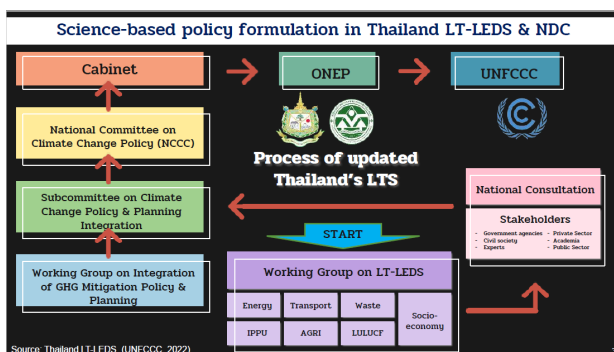 Science-based policy formulation in Thailand LT-LEDS & NDC
Cabinet
ONEP
UNFCCC
National Committee on
Climate Change Policy (NCCC)
Process of updated
Thailand's LTS
Subcommittee on Climate
Change Policy & Planning
Integration
National Consultation
Stakeholders
- Government agencies
- Civil society
- Experts
- Private Sector
- Academia
- Public Sector
START
Working Group on Integration
of GHG Mitigation Policy &
Planning
Working Group on LT-LEDS
Energy
Transport
Waste
Socio-
economy
IPPU
AGRI
LULUCF
Source: Thailand LT-LEDS (UNFCCC, 2022)